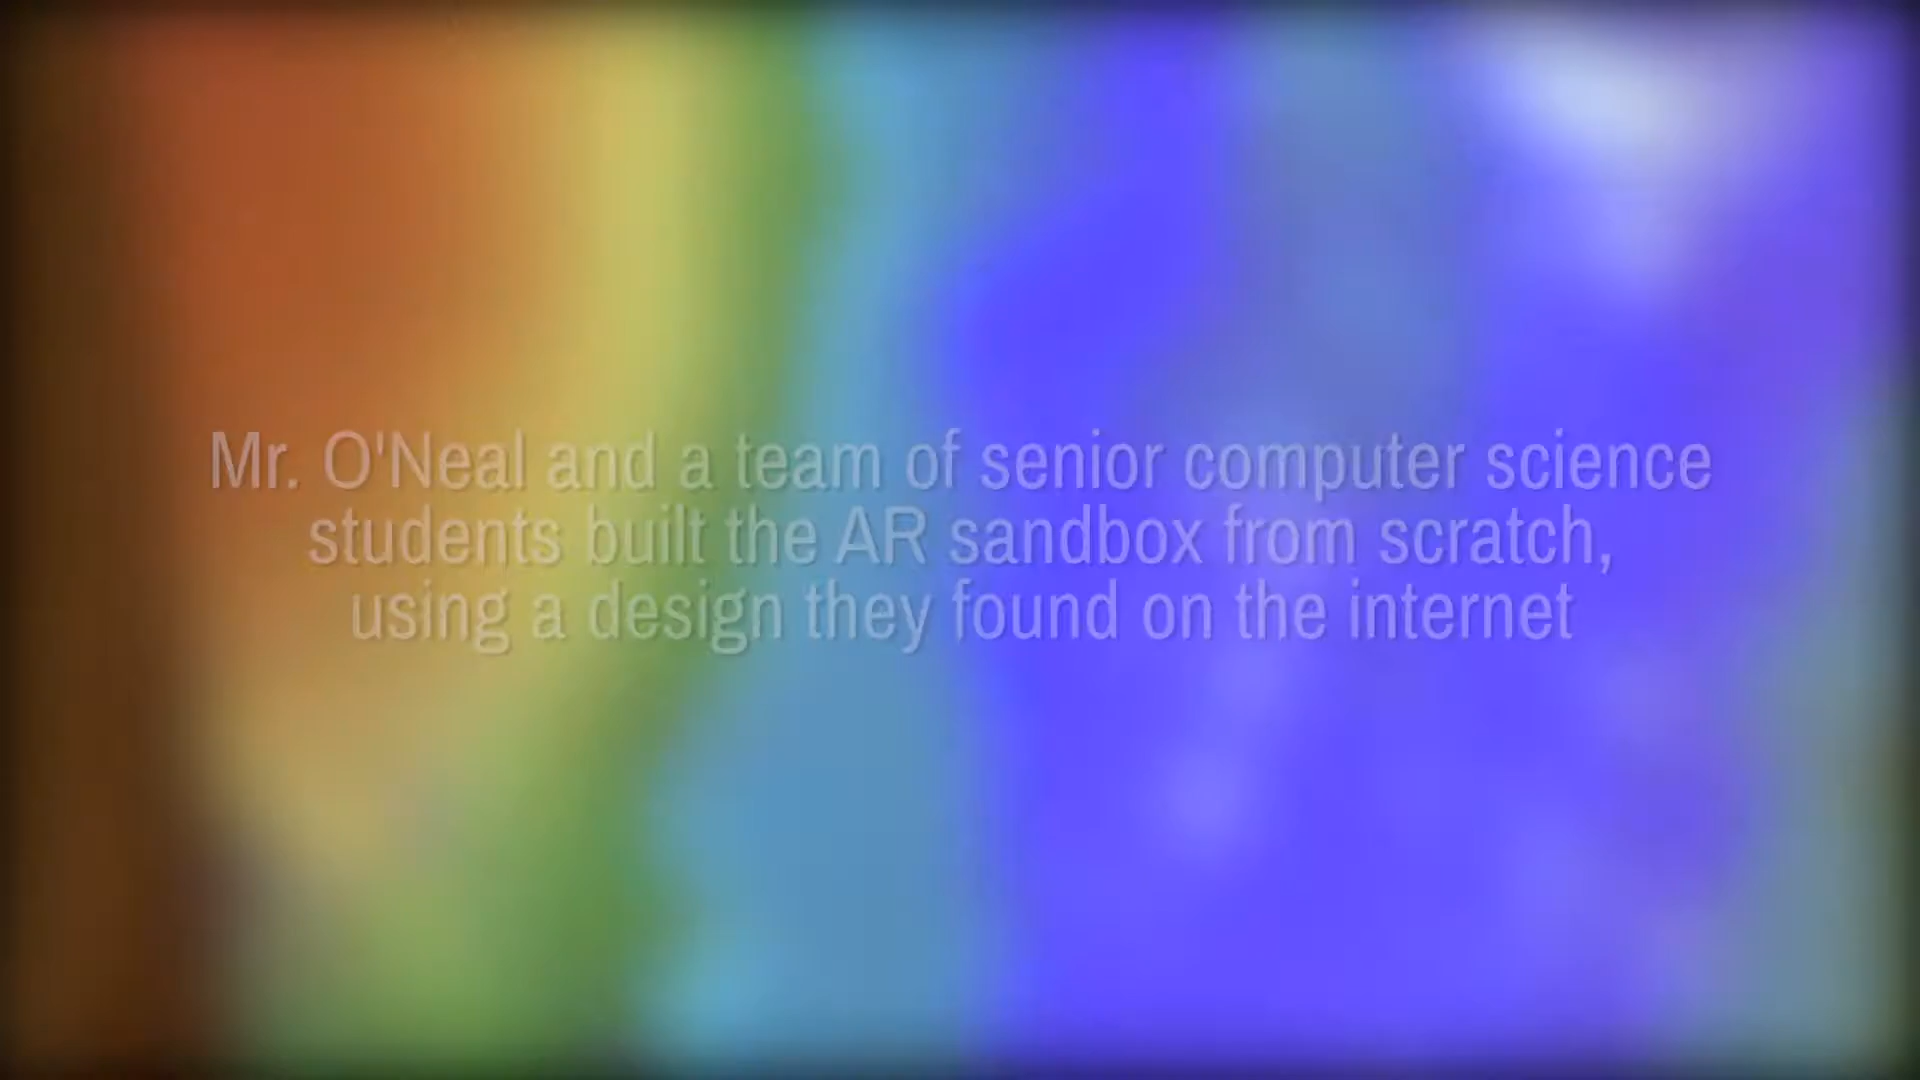 Mr. O'Neal and a team of senior computer science
students built the AR sandbox from scratch,
using a design they found on the internet